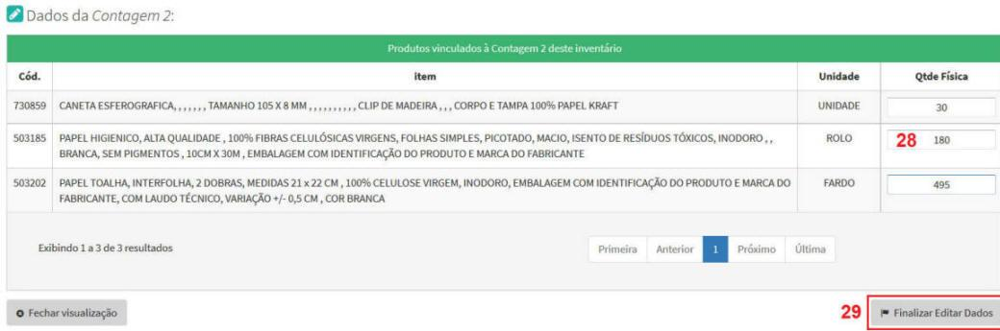 Dados da Contagem 2:
Produtos vinculados à Contagem 2 deste inventário
Cód. item Unidade Qtde Física
730859 CANETA ESFEROGRAFICA, , , , , , , TAMANHO 105 X 8 MM , , , , , , , , , , CLIP DE MADEIRA , , , CORPO E TAMPA 100% PAPEL KRAFT UNIDADE 30
503185 PAPEL HIGIENICO, ALTA QUALIDADE , 100% FIBRAS CELULÓSICAS VIRGENS, FOLHAS SIMPLES, PICOTADO, MACIO, ISENTO DE RESÍDUOS TÓXICOS, INODORO , , ROLO 28 180
BRANCA, SEM PIGMENTOS , 10CM X 30M , EMBALAGEM COM IDENTIFICAÇÃO DO PRODUTO E MARCA DO FABRICANTE
503202 PAPEL TOALHA, INTERFOLHA, 2 DOBRAS, MEDIDAS 21 x 22 CM , 100% CELULOSE VIRGEM, INODORO, EMBALAGEM COM IDENTIFICAÇÃO DO PRODUTO E MARCA DO FARDO 495
FABRICANTE, COM LAUDO TÉCNICO, VARIAÇÃO +/- 0,5 CM , COR BRANCA
Exibindo 1 a 3 de 3 resultados Primeira Anterior 1 Próximo Última
Fechar visualização 29 Finalizar Editar Dados